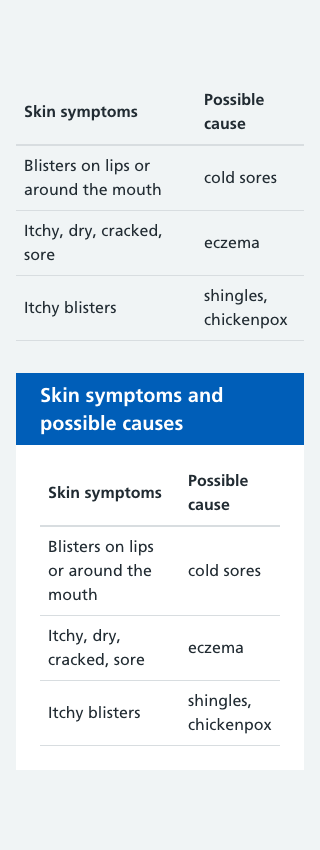 Skin symptoms
Possible
cause
Blisters on lips or
around the mouth
cold sores
Itchy, dry, cracked,
sore
eczema
Itchy blisters
shingles,
chickenpox
Skin symptoms and
possible causes
Skin symptoms
Possible
cause
Blisters on lips
or around the
mouth
cold sores
Itchy, dry,
cracked, sore
eczema
Itchy blisters
shingles,
chickenpox